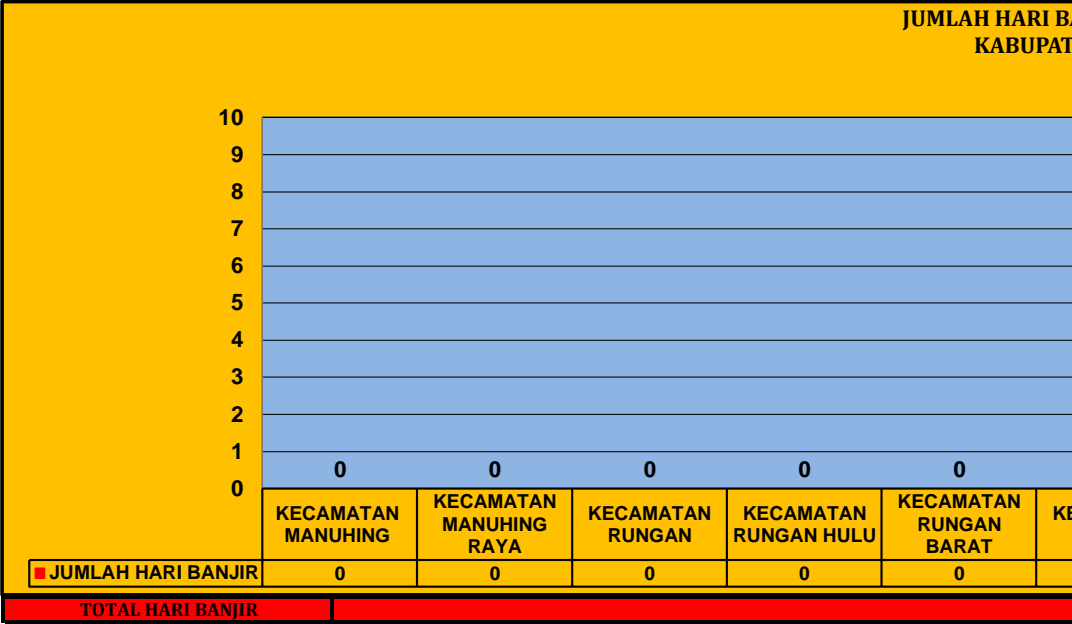 JUMLAH HARI
KABUPAT
10
9
8
7
6
5
4
3
2
1
0
0 0 0 0 0
KECAMATAN
MANUHING
KECAMATAN
MANUHING
RAYA
KECAMATAN
RUNGAN
KECAMATAN
RUNGAN HULU
KECAMATAN
RUNGAN
BARAT
JUMLAH HARI BANJIR 0 0 0 0 0
TOTAL HARI BANJIR